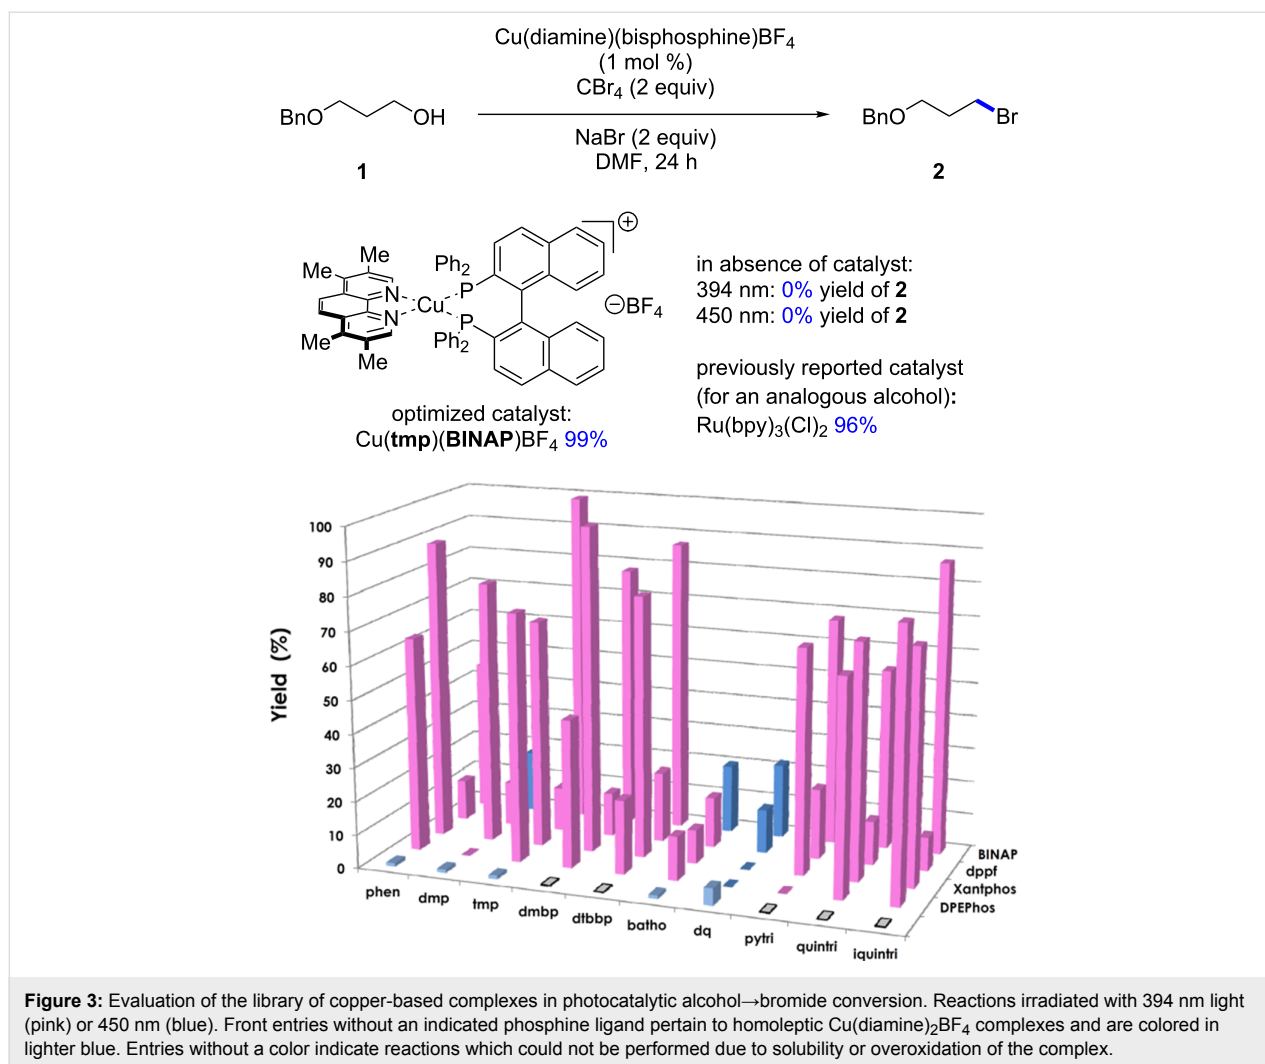 Cu(diamine)(bisphosphine)BF4
(1 mol %)
CBr4 (2 equiv)
NaBr (2 equiv)
DMF, 24 h
BnO OH
1
BnO Br
2
Me
Me
N
N
Me
Me
Cu
Ph2
P
P
Ph2
⊕
⊖BF4
optimized catalyst:
Cu(tmp)(BINAP)BF4 99%
in absence of catalyst:
394 nm: 0% yield of 2
450 nm: 0% yield of 2
previously reported catalyst
(for an analogous alcohol):
Ru(bpy)3(Cl)2 96%
Yield (%)
100
90
80
70
60
50
40
30
20
10
0
phen
dmp
tmp
dmbp
dtbbp
batho
dq
pytri
quintri
iquintri
BINAP
dppf
Xantphos
DPEPhos
Figure 3: Evaluation of the library of copper-based complexes in photocatalytic alcohol→bromide conversion. Reactions irradiated with 394 nm light
(pink) or 450 nm (blue). Front entries without an indicated phosphine ligand pertain to homoleptic Cu(diamine)2BF4 complexes and are colored in
lighter blue. Entries without a color indicate reactions which could not be performed due to solubility or overoxidation of the complex.